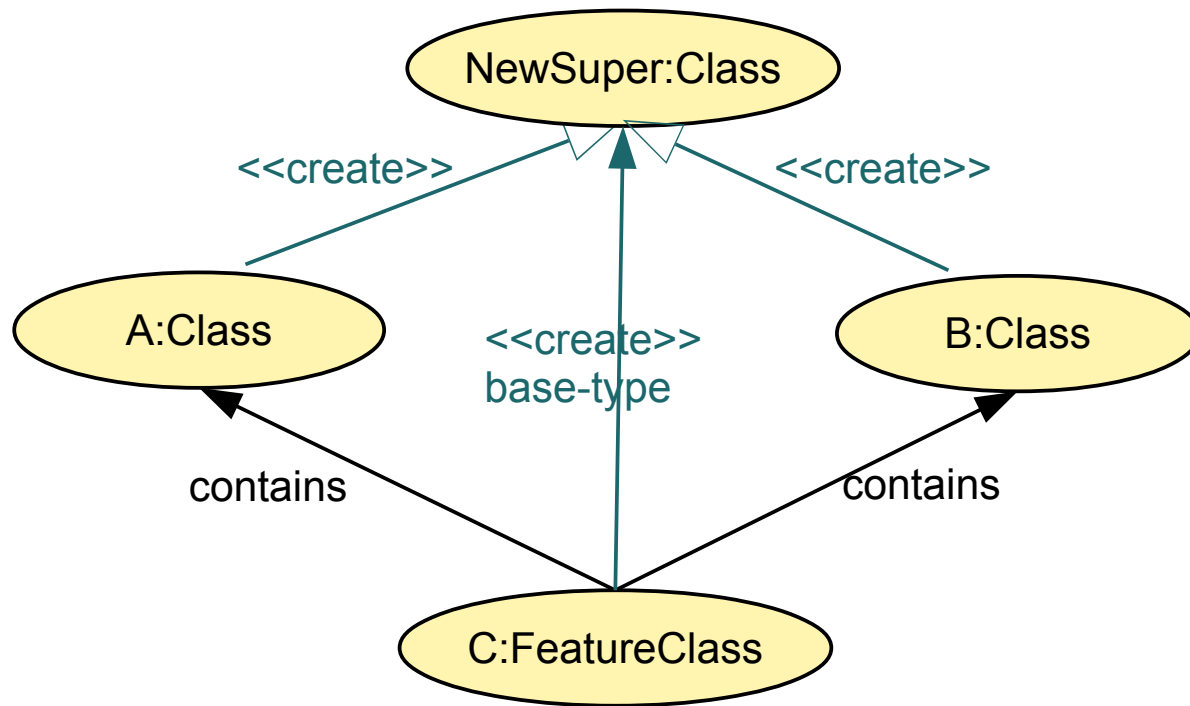 NewSuper:Class
<<create>>
<<create>>
A:Class
<<create>>
base-type
B:Class
contains
contains
C:FeatureClass